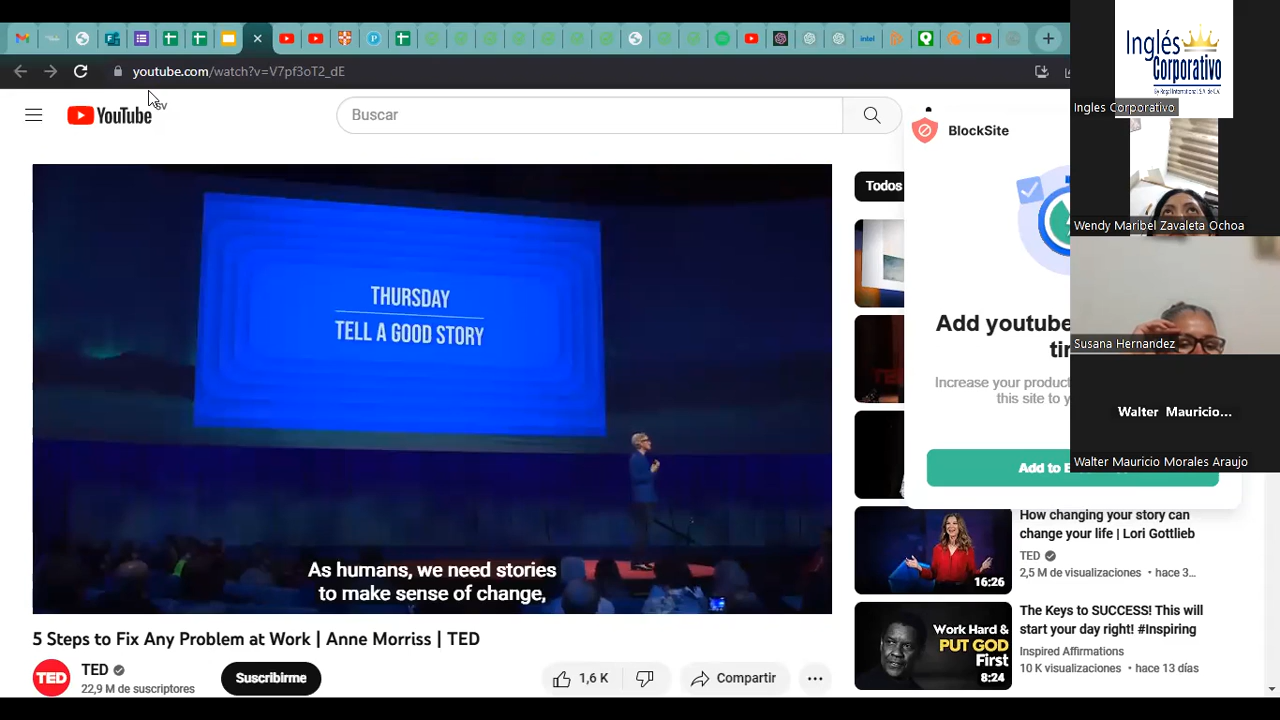 youtube.com/watch?v=V7pf3oT2_dE
YouTube
SV
Buscar
THURSDAY
TELL A GOOD STORY
As humans, we need stories
to make sense of change,
5 Steps to Fix Any Problem at Work | Anne Morriss | TED
TED
TED
22,9 M de suscriptores
Suscribirme
1,6 K
Compartir
Todos
BlockSite
Add youtube
Increase your
this site to
Add to
How changing your story can
change your life | Lori Gottlieb
TED
2,5 M de visualizaciones • hace 3...
16:26
Work Hard &
PUT GOD
First
8:24
The Keys to SUCCESS! This will
start your day right! #Inspiring
Inspired Affirmations
10 K visualizaciones • hace 13 días
Inglés
Corporativo
Ingles Corporativo
Wendy Maribel Zavaleta Ochoa
Susana Hernandez
Walter Mauricio...
Walter Mauricio Morales Araujo